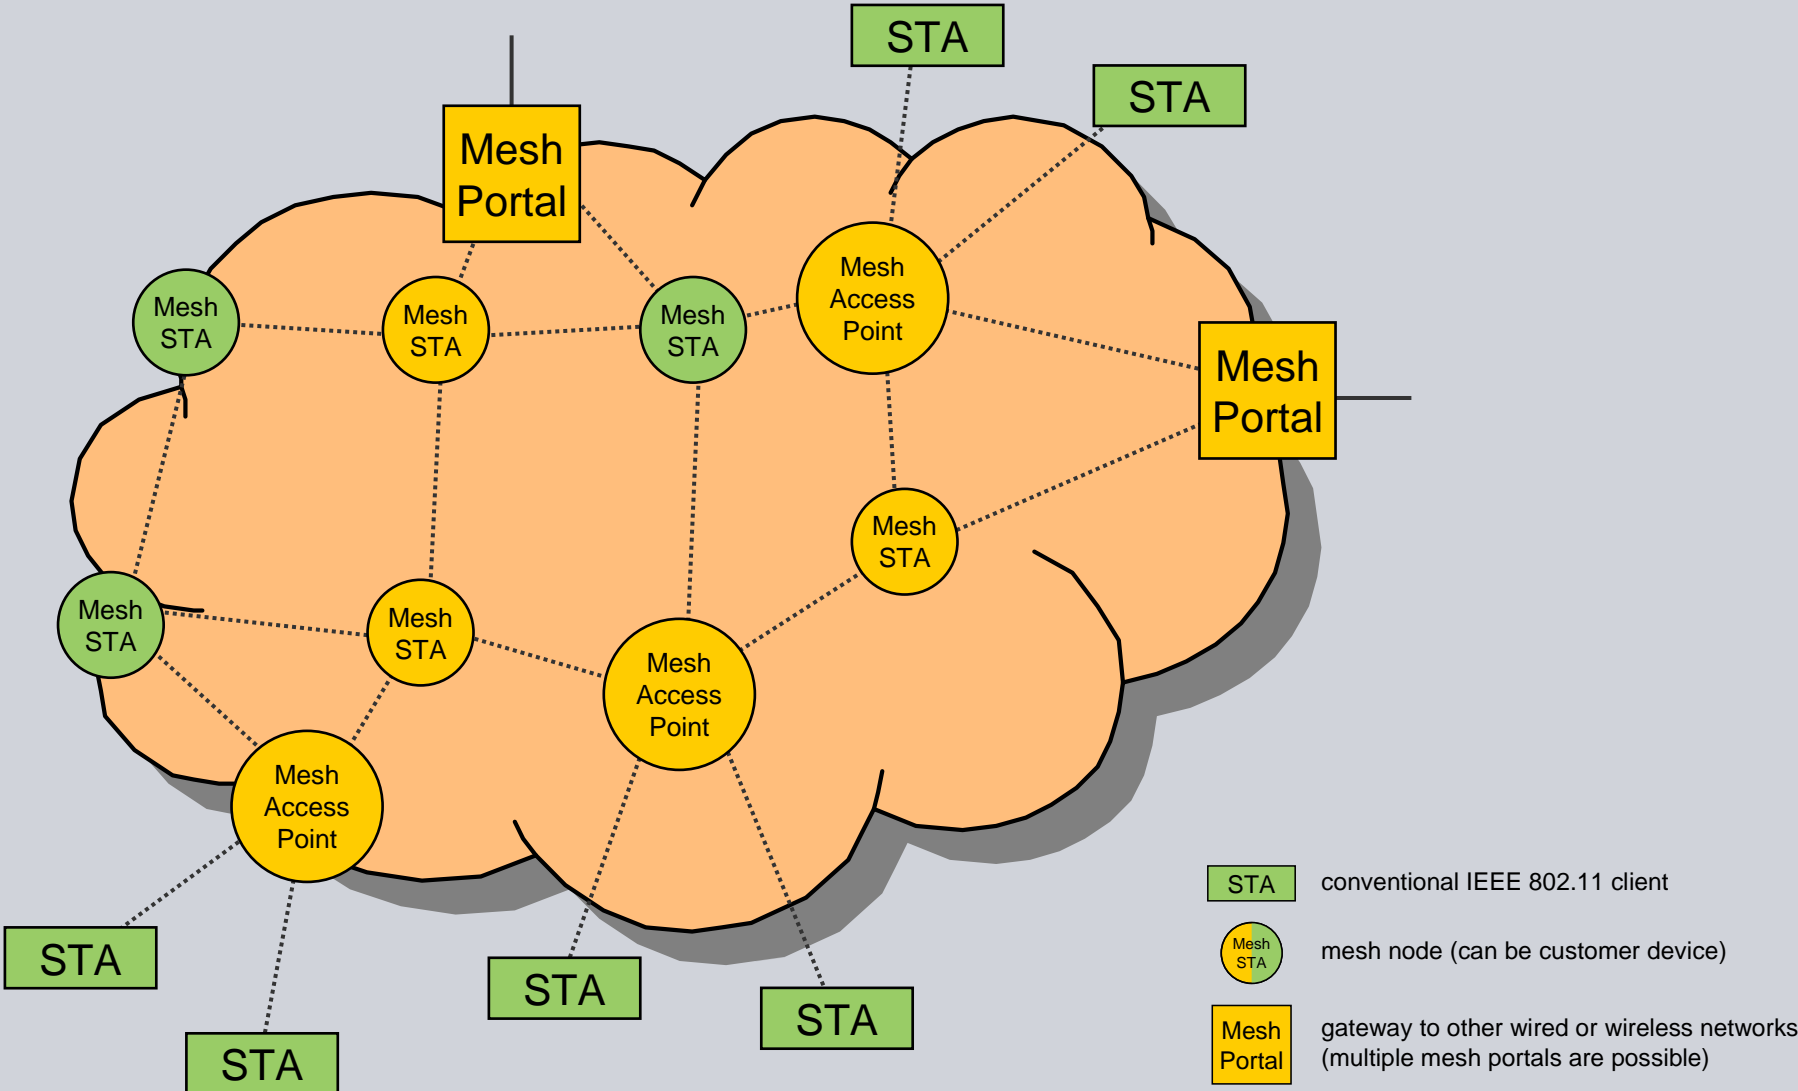 STA
STA
Mesh
Portal
Mesh
Access
Point
Mesh
STA
Mesh
STA
Mesh
STA
Mesh
Portal
Mesh
STA
Mesh
STA
Mesh
STA
Mesh
Access
Point
Mesh
Access
Point
STA
STA
STA
STA
STA conventional IEEE 802.11 client
Mesh
STA
mesh node (can be customer device)
Mesh
Portal
gateway to other wired or wireless networks
(multiple mesh portals are possible)